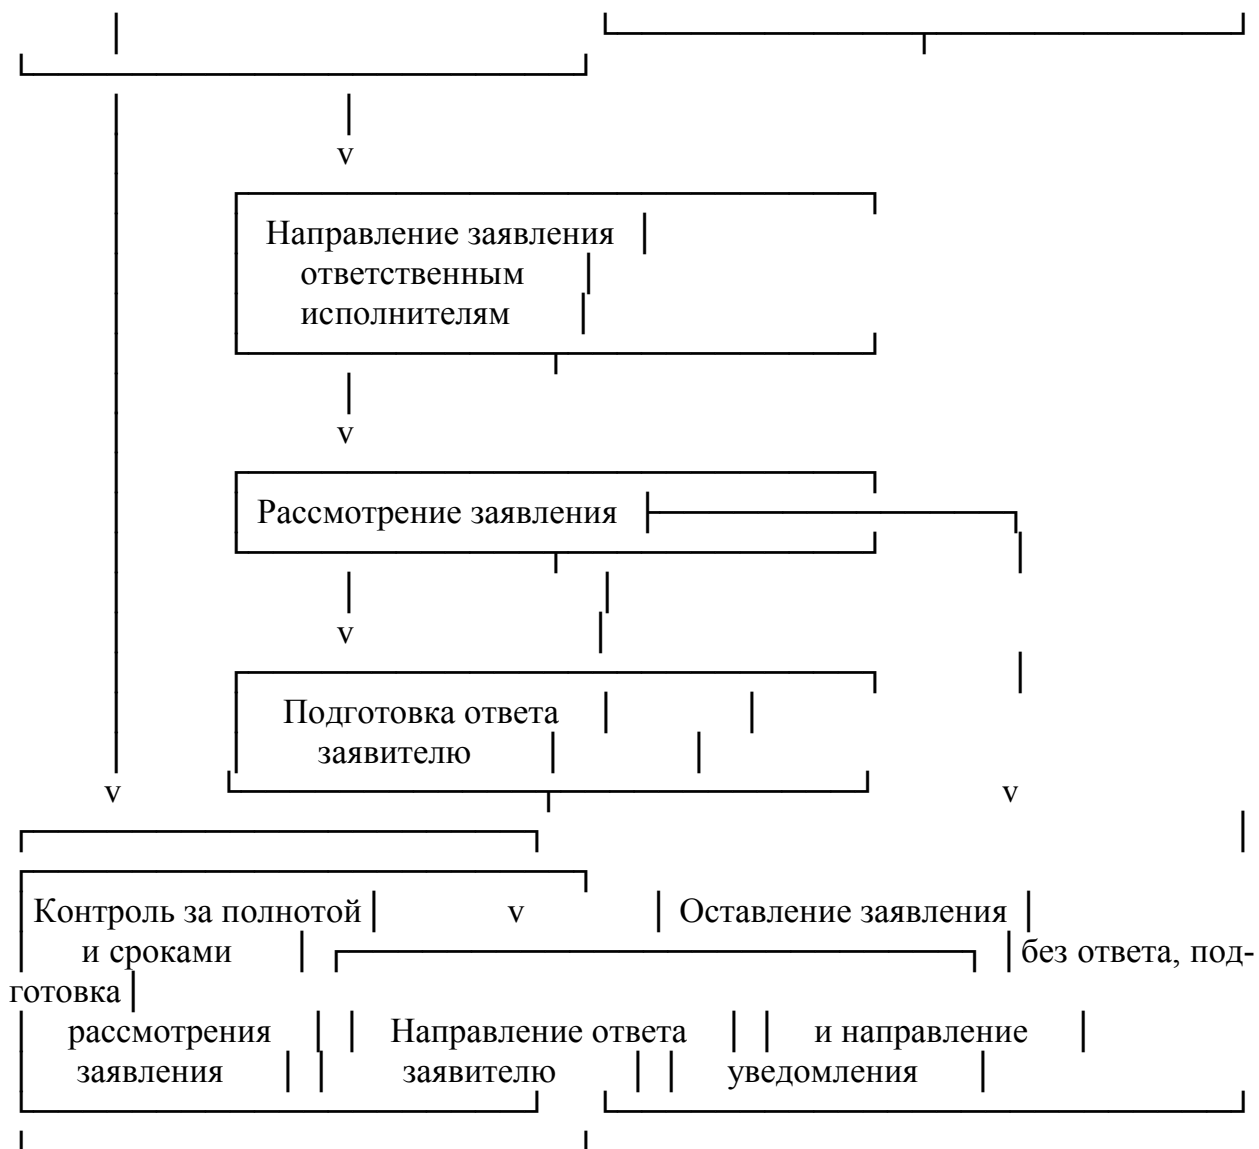 v
Направление заявления
ответственным
исполнителям
v
Рассмотрение заявления
v
Подготовка ответа
заявителю
v v
Контроль за полнотой v Оставление заявления
и сроками без ответа, под-
готовка
рассмотрения Направление ответа и направление
заявления заявителю уведомления